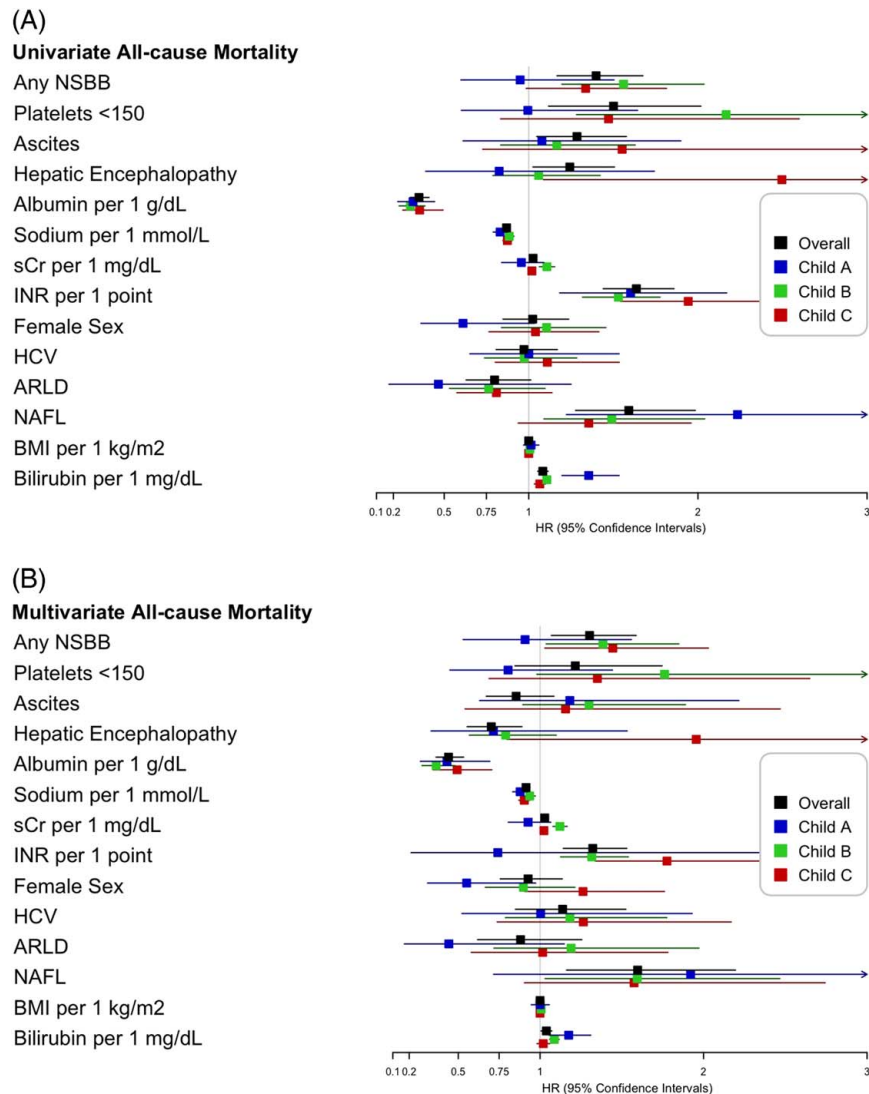 (A)
Univariate All-cause Mortality
Any NSBB
Platelets <150
Ascites
Hepatic Encephalopathy
Albumin per 1 g/dL
Sodium per 1 mmol/L
sCr per 1 mg/dL
INR per 1 point
Female Sex
HCV
ARLD
NAFL
BMI per 1 kg/m2
Bilirubin per 1 mg/dL
Overall
Child A
Child B
Child C
0.1 0.2 0.5 0.75 1 2 3
HR (95% Confidence Intervals)
(B)
Multivariate All-cause Mortality
Any NSBB
Platelets <150
Ascites
Hepatic Encephalopathy
Albumin per 1 g/dL
Sodium per 1 mmol/L
sCr per 1 mg/dL
INR per 1 point
Female Sex
HCV
ARLD
NAFL
BMI per 1 kg/m2
Bilirubin per 1 mg/dL
Overall
Child A
Child B
Child C
0.1 0.2 0.5 0.75 1 2 3
HR (95% Confidence Intervals)